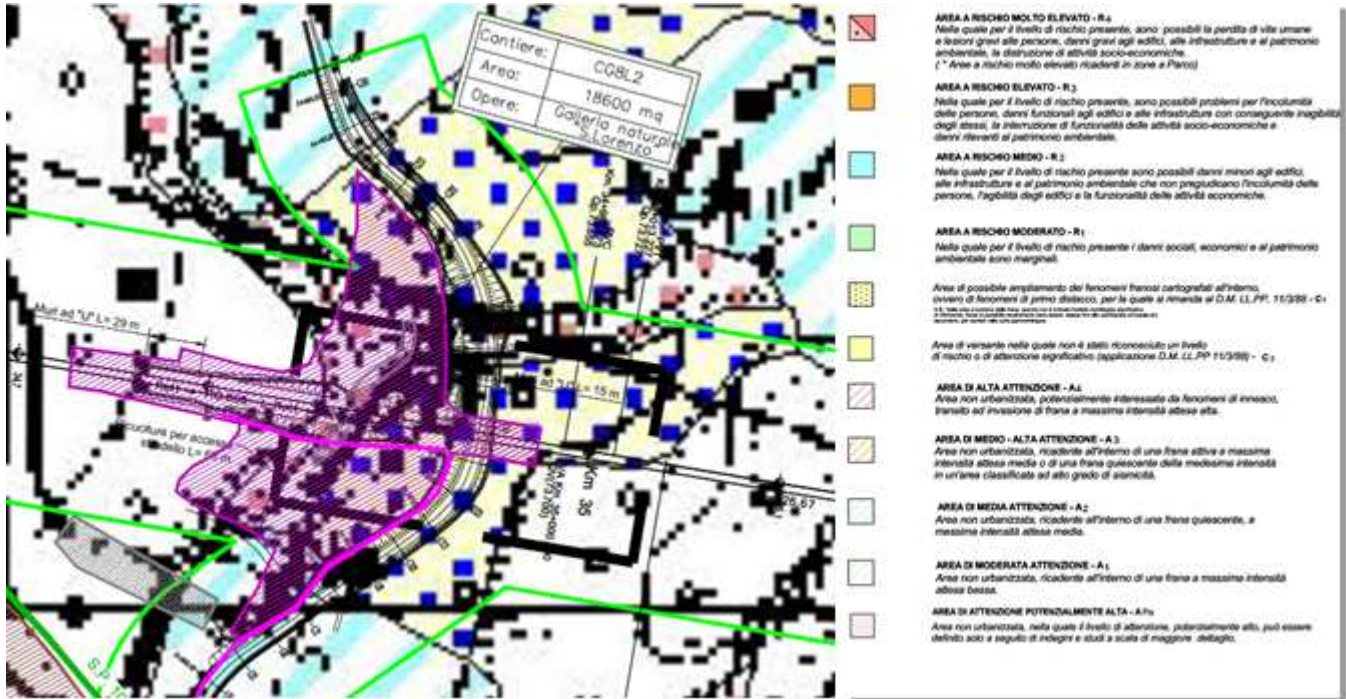 Cantiere: CGBL2
Area: 18600 mq
Opere: Galleria naturale
"S.Lorenzo"
Muri ad "U" L= 29 m
ad "U" L= 15 m
per accesso
Km 35
26,67
S.P.
AREA A RISCHIO MOLTO ELEVATO - R4
Nella quale per il livello di rischio presente, sono possibili la perdita di vite umane
e lesioni gravi alle persone, danni gravi agli edifici, alle infrastrutture e al patrimonio
ambientale, la distruzione di attività socio-economiche.
( * Aree a rischio molto elevato ricadenti in zone a Parco)
AREA A RISCHIO ELEVATO - R3
Nella quale per il livello di rischio presente, sono possibili problemi per l'incolumità
delle persone, danni funzionali agli edifici e alle infrastrutture con conseguente inagibilità
degli stessi, la interruzione di funzionalità delle attività socio-economiche e
danni rilevanti al patrimonio ambientale.
AREA A RISCHIO MEDIO - R2
Nella quale per il livello di rischio presente sono possibili danni minori agli edifici,
alle infrastrutture e al patrimonio ambientale che non pregiudicano l'incolumità delle
persone, l'agibilità degli edifici e la funzionalità delle attività economiche.
AREA A RISCHIO MODERATO - R1
Nella quale per il livello di rischio presente i danni sociali, economici e al patrimonio
ambientale sono marginali.
Area di possibile ampliamento dei fenomeni franosi cartografati all'interno,
ovvero di fenomeni di primo distacco, per la quale si rimanda al D.M. LL.PP. 11/3/88 - C1
Area di versante nella quale non è stato riconosciuto un livello
di rischio o di attenzione significativo (applicazione D.M. LL.PP 11/3/88) - C2
AREA DI ALTA ATTENZIONE - A4
Area non urbanizzata, potenzialmente interessata da fenomeni di innesco,
transito ed invasione di frana a massima intensità attesa alta.
AREA DI MEDIO - ALTA ATTENZIONE - A3
Area non urbanizzata, ricadente all'interno di una frana attiva a massima
intensità attesa media o di una frana quiescente della medesima intensità
in un'area classificata ad alto grado di sismicità.
AREA DI MEDIA ATTENZIONE - A2
Area non urbanizzata, ricadente all'interno di una frana quiescente, a
massima intensità attesa media.
AREA DI MODERATA ATTENZIONE - A1
Area non urbanizzata, ricadente all'interno di una frana a massima intensità
attesa bassa.
AREA DI ATTENZIONE POTENZIALMENTE ALTA - APa
Area non urbanizzata, nella quale il livello di attenzione, potenzialmente alto, può essere
definito solo a seguito di indagini e studi a scala di maggiore dettaglio.